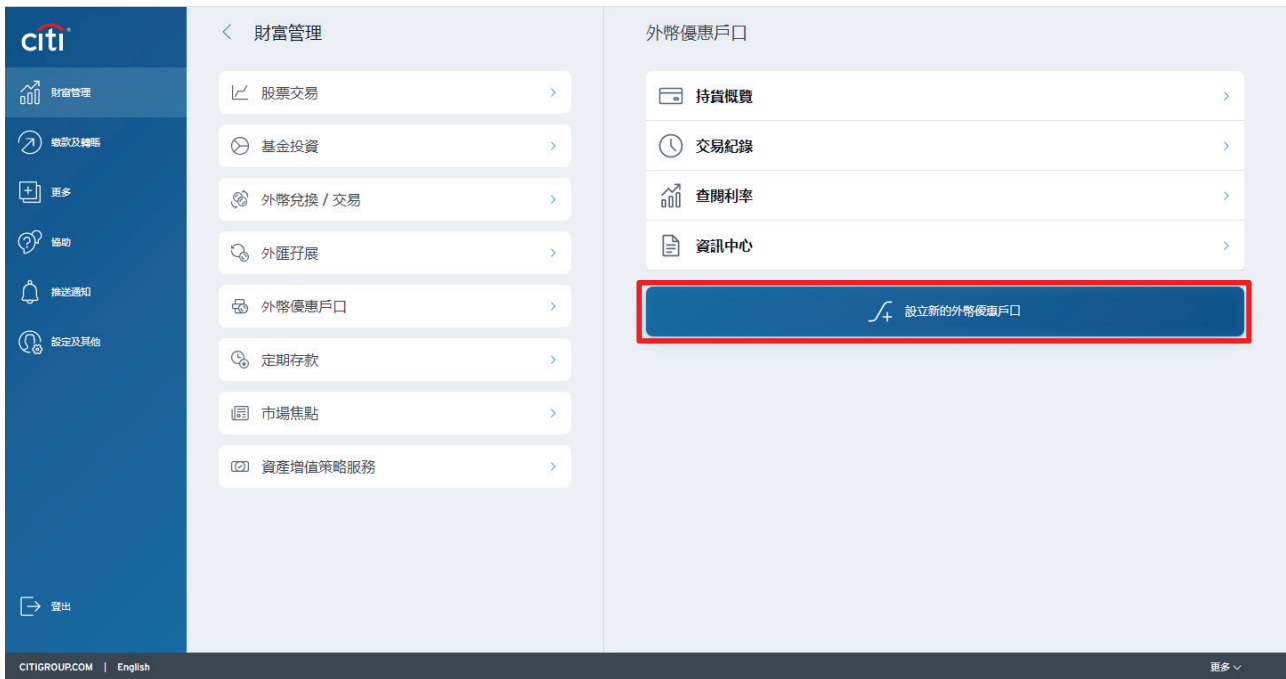 citi
財富管理
繳款及轉賬
更多
協助
推送通知
設定及其他
登出
財富管理
股票交易
基金投資
外幣兌換 / 交易
外匯孖展
外幣優惠戶口
定期存款
市場焦點
資產增值策略服務
外幣優惠戶口
持貨概覽
交易紀錄
查閱利率
資訊中心
設立新的外幣優惠戶口
CITIGROUP.COM | English
更多